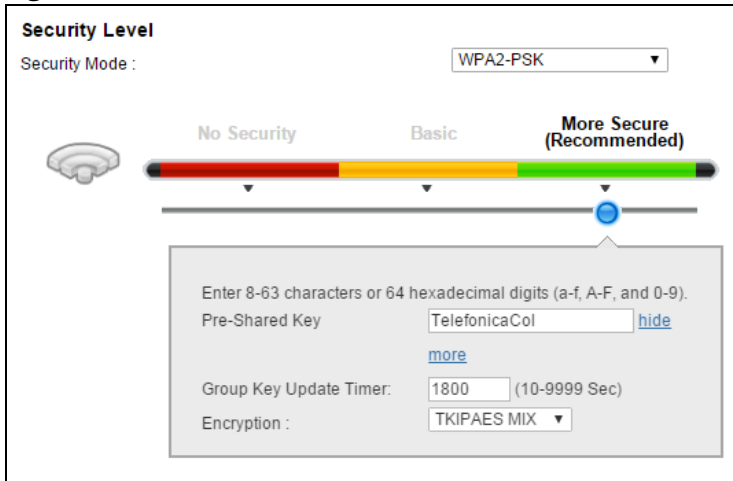 Security Level
Security Mode : WPA2-PSK
No Security Basic More Secure
(Recommended)
Enter 8-63 characters or 64 hexadecimal digits (a-f, A-F, and 0-9).
Pre-Shared Key TelefonicaCol hide
more
Group Key Update Timer: 1800 (10-9999 Sec)
Encryption : TKIPAES MIX